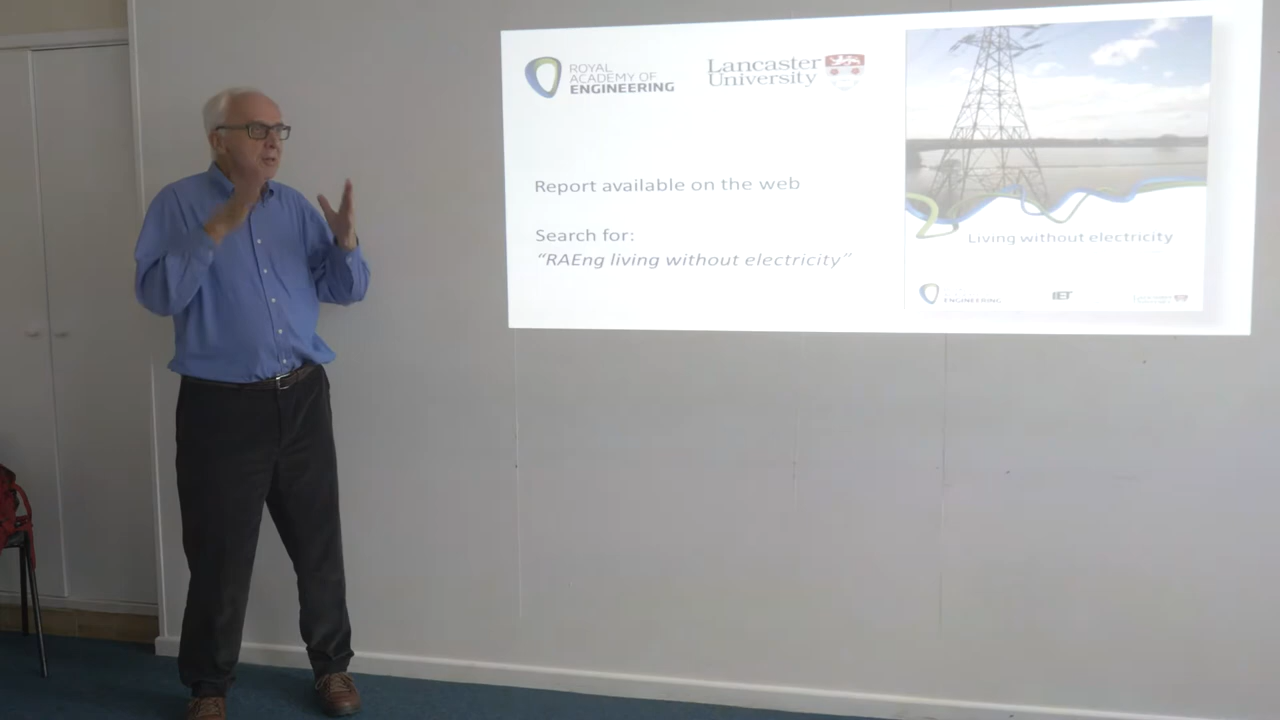 ROYAL
ACADEMY OF
ENGINEERING
Lancaster
University
Report available on the web
Search for:
“RAEng living without electricity”
Living without electricity
ENGINEERING
IET